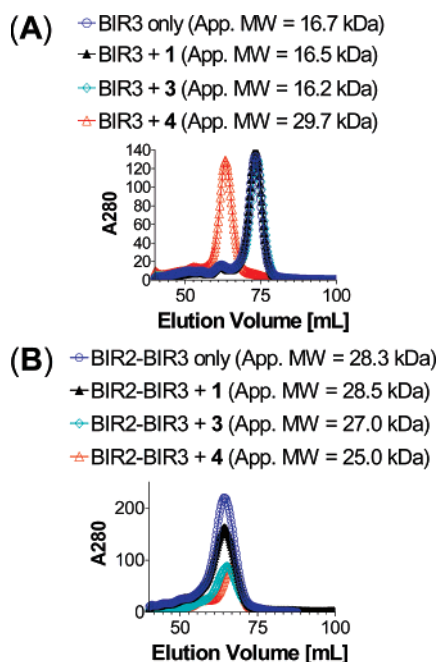 (A)
BIR3 only (App. MW = 16.7 kDa)
BIR3 + 1 (App. MW = 16.5 kDa)
BIR3 + 3 (App. MW = 16.2 kDa)
BIR3 + 4 (App. MW = 29.7 kDa)
A280
140
120
100
80
60
40
20
0
50
75
100
Elution Volume [mL]
(B)
BIR2-BIR3 only (App. MW = 28.3 kDa)
BIR2-BIR3 + 1 (App. MW = 28.5 kDa)
BIR2-BIR3 + 3 (App. MW = 27.0 kDa)
BIR2-BIR3 + 4 (App. MW = 25.0 kDa)
A280
200
100
0
50
75
100
Elution Volume [mL]